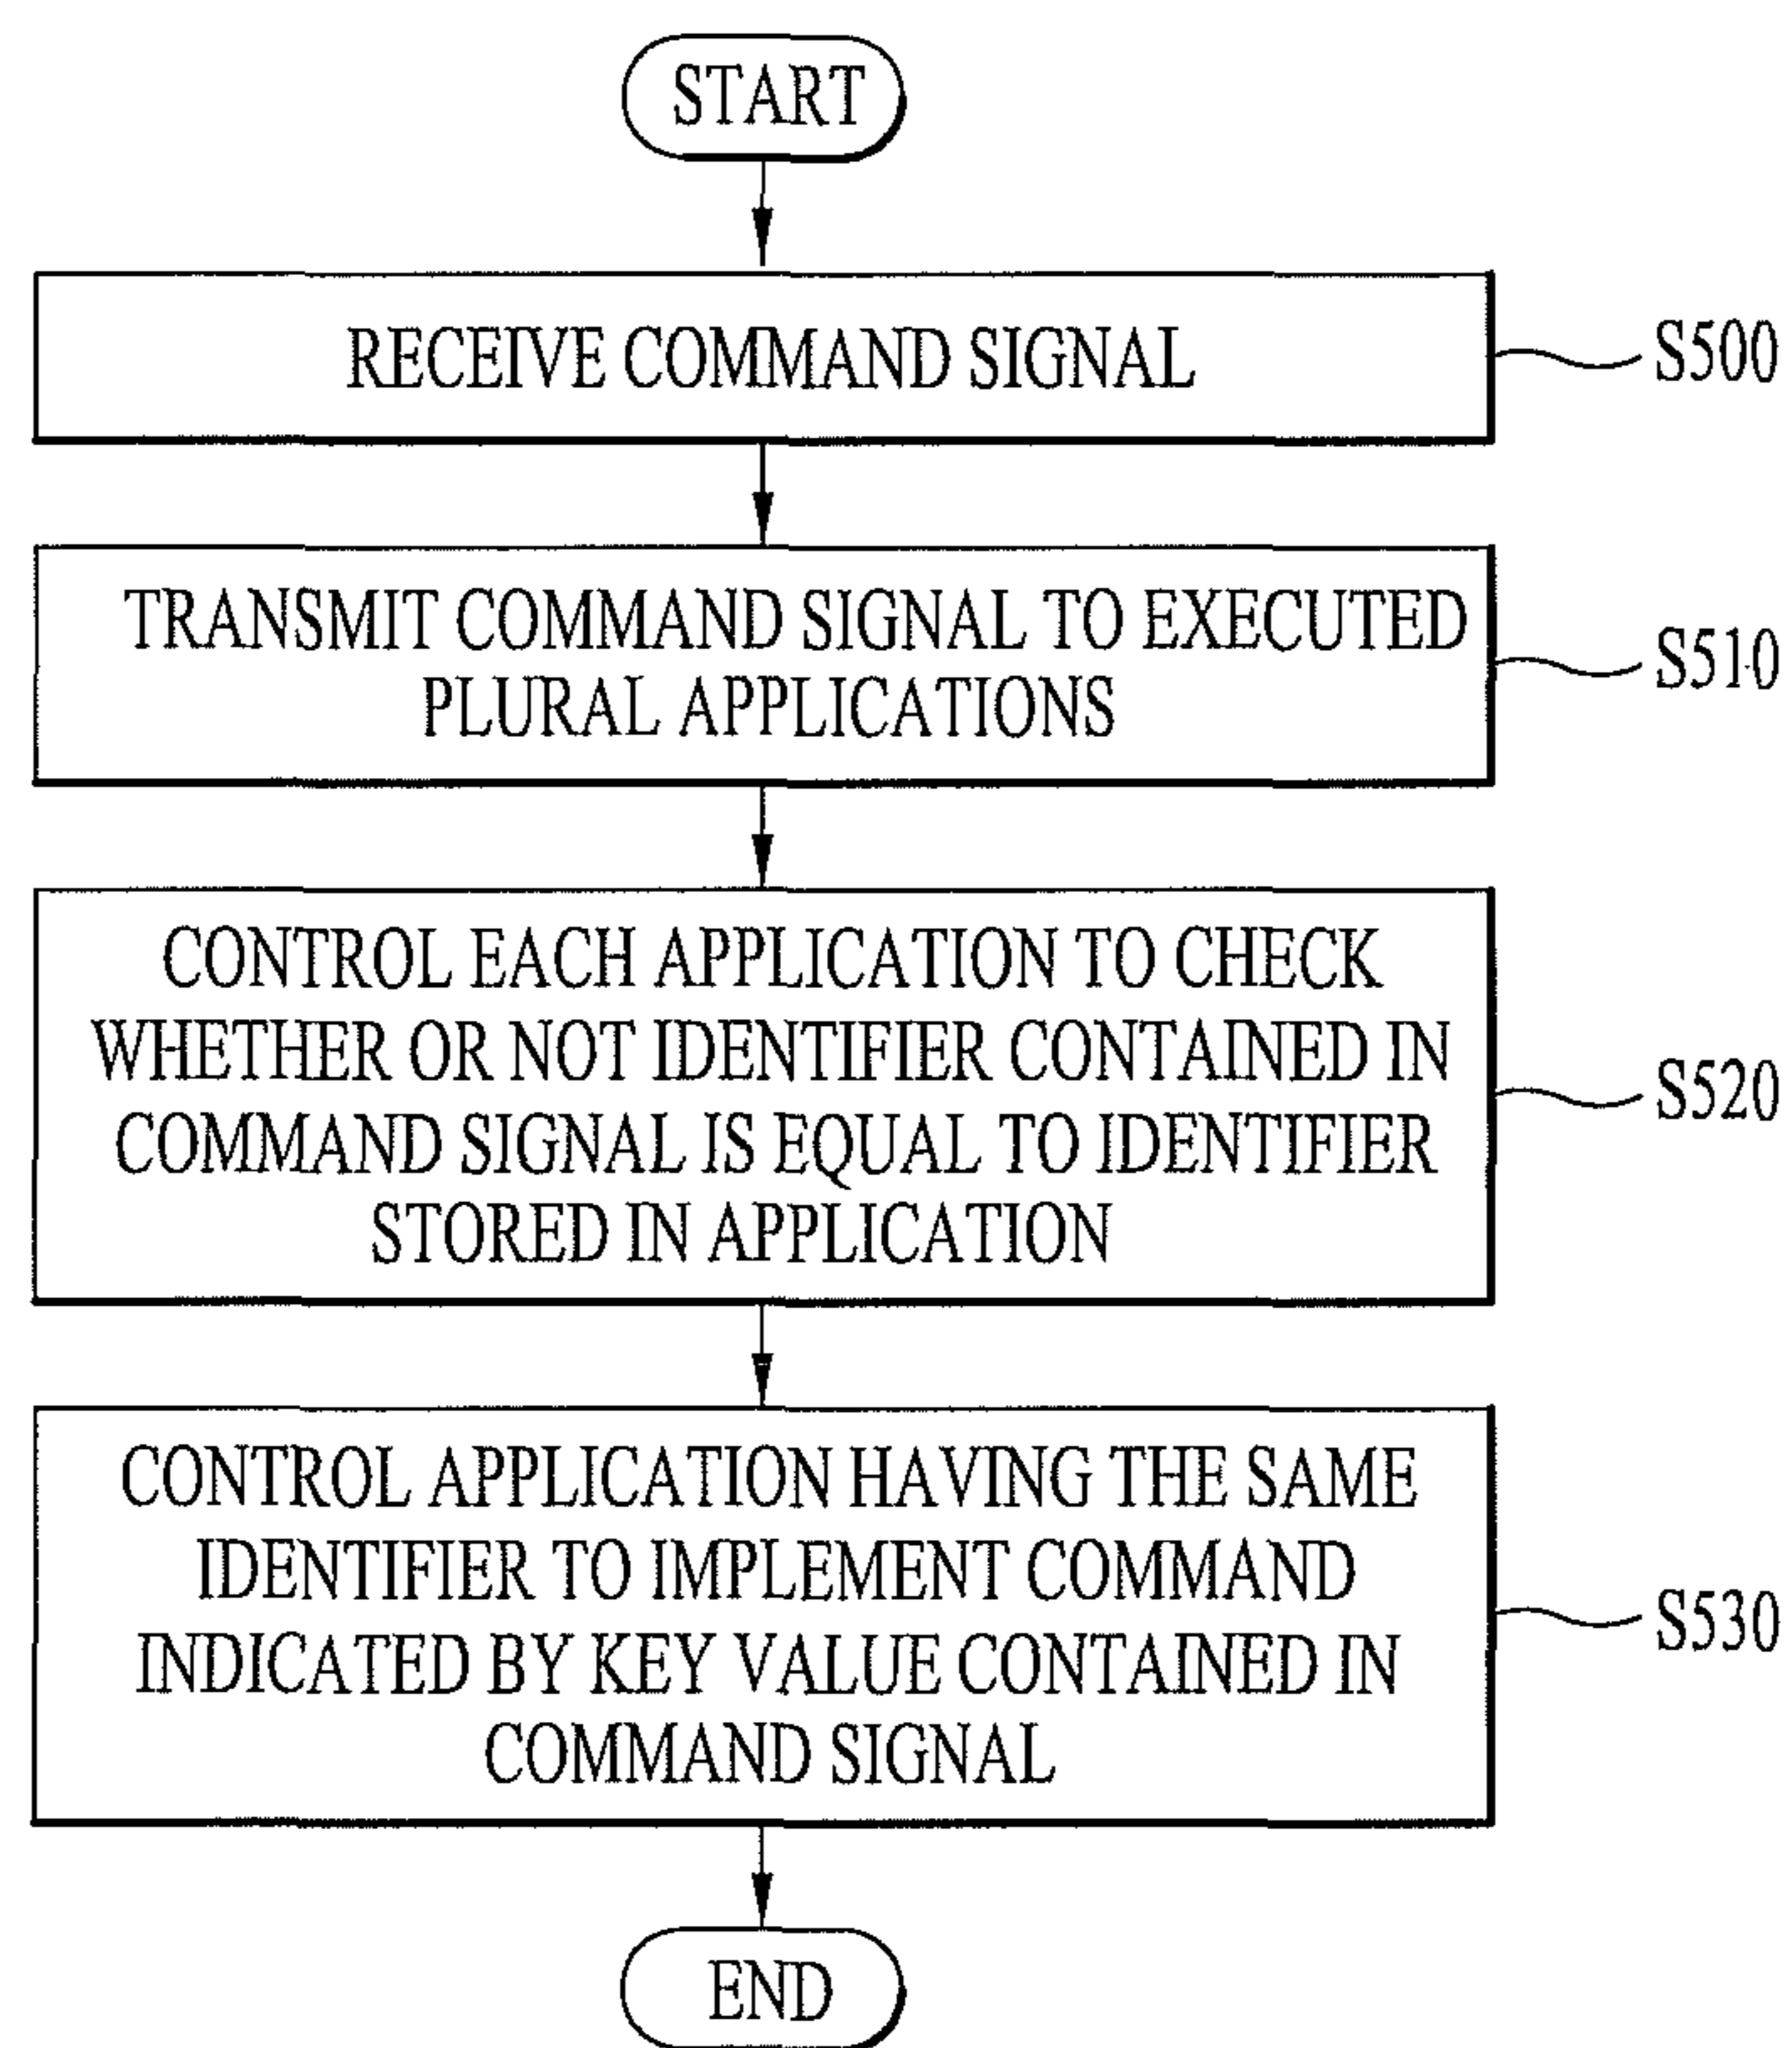 START
RECEIVE COMMAND SIGNAL
S500
TRANSMIT COMMAND SIGNAL TO EXECUTED
PLURAL APPLICATIONS
S510
CONTROL EACH APPLICATION TO CHECK
WHETHER OR NOT IDENTIFIER CONTAINED IN
COMMAND SIGNAL IS EQUAL TO IDENTIFIER
STORED IN APPLICATION
S520
CONTROL APPLICATION HAVING THE SAME
IDENTIFIER TO IMPLEMENT COMMAND
INDICATED BY KEY VALUE CONTAINED IN
COMMAND SIGNAL
S530
END